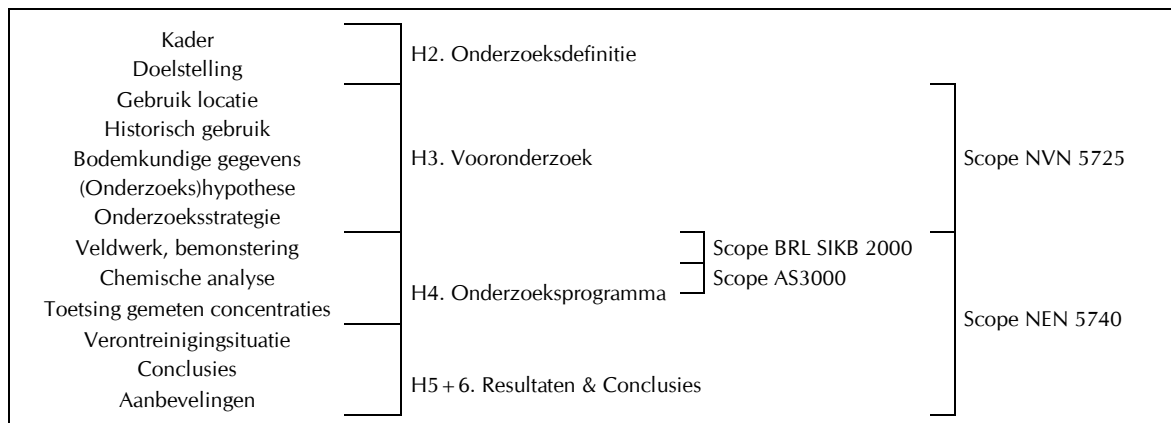 Kader
Doelstelling
H2. Onderzoeksdefinitie
Gebruik locatie
Historisch gebruik
Bodemkundige gegevens
(Onderzoeks)hypothese
Onderzoeksstrategie
H3. Vooronderzoek
Scope NVN 5725
Veldwerk, bemonstering
Chemische analyse
Toetsing gemeten concentraties
H4. Onderzoeksprogramma
Scope BRL SIKB 2000
Scope AS3000
Verontreinigingsituatie
Conclusies
Aanbevelingen
H5+6. Resultaten & Conclusies
Scope NEN 5740